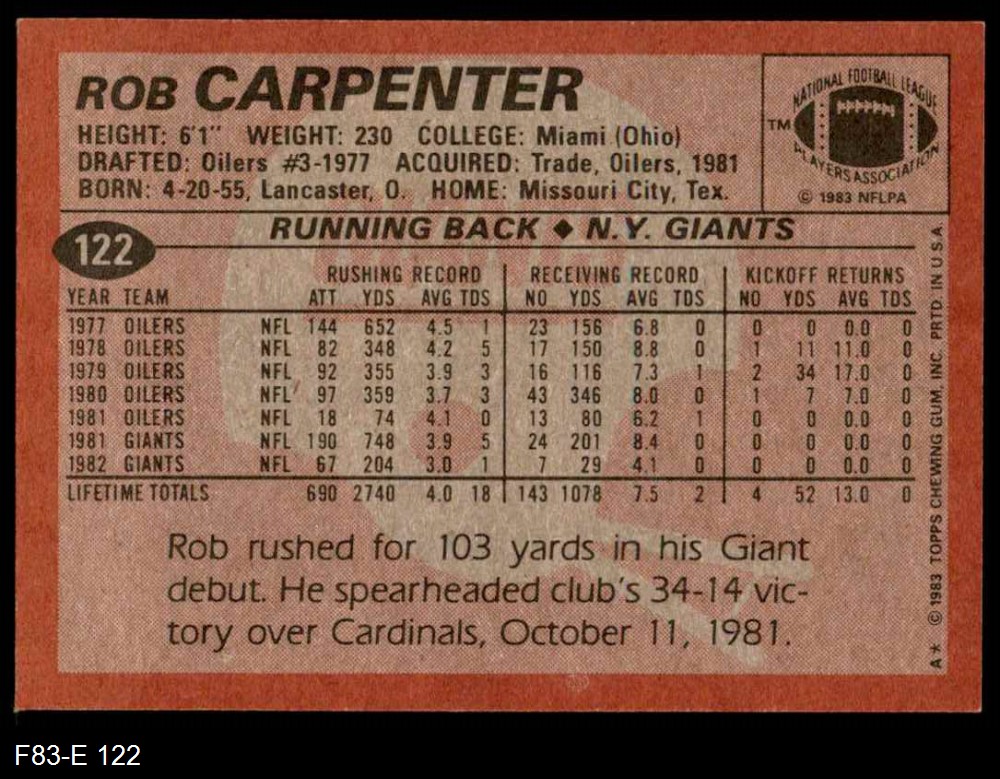 ROB CARPENTER
HEIGHT: 6'1" WEIGHT: 230 COLLEGE: Miami (Ohio)
DRAFTED: Oilers #3-1977 ACQUIRED: Trade, Oilers, 1981
BORN: 4-20-55, Lancaster, O. HOME: Missouri City, Tex.
NATIONAL FOOTBALL LEAGUE
TM
PLAYERS ASSOCIATION
© 1983 NFLPA
122
RUNNING BACK ◆ N.Y. GIANTS
RUSHING RECORD RECEIVING RECORD KICKOFF RETURNS
YEAR TEAM ATT YDS AVG TDS NO YDS AVG TDS NO YDS AVG TDS
1977 OILERS NFL 144 652 4.5 1 23 156 6.8 0 0 0 0.0 0
1978 OILERS NFL 82 348 4.2 5 17 150 8.8 0 1 11 11.0 0
1979 OILERS NFL 92 355 3.9 3 16 116 7.3 1 2 34 17.0 0
1980 OILERS NFL 97 359 3.7 3 43 346 8.0 0 1 7 7.0 0
1981 OILERS NFL 18 74 4.1 0 13 80 6.2 1 0 0 0.0 0
1981 GIANTS NFL 190 748 3.9 5 24 201 8.4 0 0 0 0.0 0
1982 GIANTS NFL 67 204 3.0 1 7 29 4.1 0 0 0 0.0 0
LIFETIME TOTALS 690 2740 4.0 18 143 1078 7.5 2 4 52 13.0 0
Rob rushed for 103 yards in his Giant
debut. He spearheaded club's 34-14 vic-
tory over Cardinals, October 11, 1981.
A* © 1983 TOPPS CHEWING GUM, INC. PRTD. IN U.S.A
F83-E 122